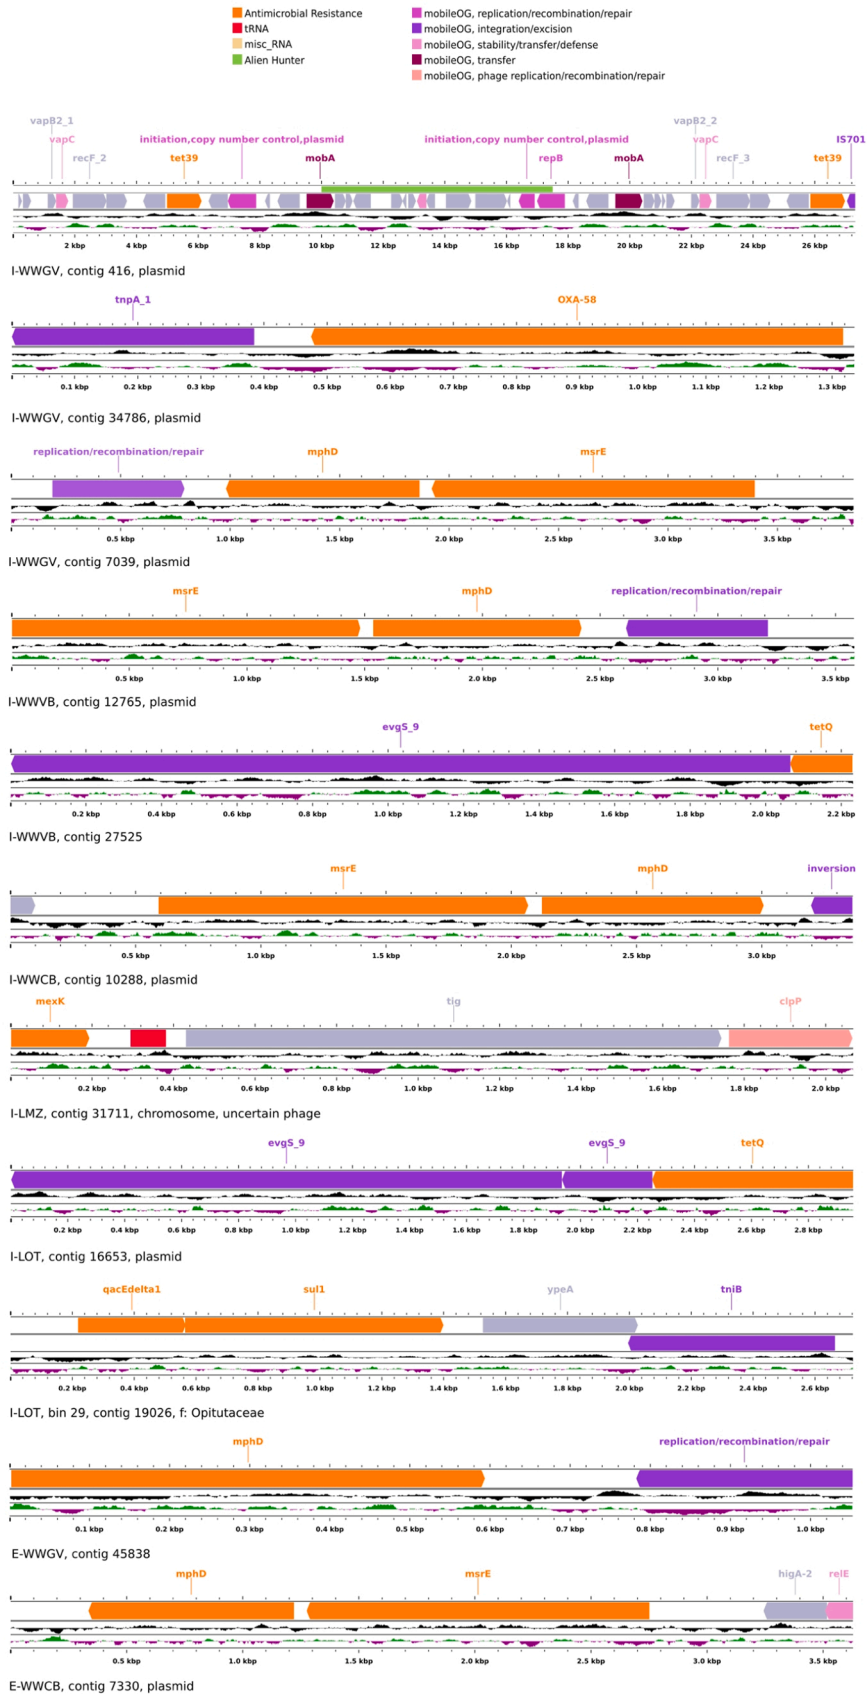 Antimicrobial Resistance
tRNA
misc_RNA
Alien Hunter
mobileOG, replication/recombination/repair
mobileOG, integration/excision
mobileOG, stability/transfer/defense
mobileOG, transfer
mobileOG, phage replication/recombination/repair
vapB2_1 vapB2_2
vapC initiation,copy number control,plasmid initiation,copy number control,plasmid vapC IS701
recF_2 tet39 mobA repB mobA recF_3 tet39
2 kbp 4 kbp 6 kbp 8 kbp 10 kbp 12 kbp 14 kbp 16 kbp 18 kbp 20 kbp 22 kbp 24 kbp 26 kbp
I-WWGV, contig 416, plasmid
tnpA_1 OXA-58
0.1 kbp 0.2 kbp 0.3 kbp 0.4 kbp 0.5 kbp 0.6 kbp 0.7 kbp 0.8 kbp 0.9 kbp 1.0 kbp 1.1 kbp 1.2 kbp 1.3 kbp
I-WWGV, contig 34786, plasmid
replication/recombination/repair mphD msrE
0.5 kbp 1.0 kbp 1.5 kbp 2.0 kbp 2.5 kbp 3.0 kbp 3.5 kbp
I-WWGV, contig 7039, plasmid
msrE mphD replication/recombination/repair
0.5 kbp 1.0 kbp 1.5 kbp 2.0 kbp 2.5 kbp 3.0 kbp 3.5 kbp
I-WWVB, contig 12765, plasmid
evgS_9 tetQ
0.2 kbp 0.4 kbp 0.6 kbp 0.8 kbp 1.0 kbp 1.2 kbp 1.4 kbp 1.6 kbp 1.8 kbp 2.0 kbp 2.2 kbp
I-WWVB, contig 27525
msrE mphD inversion
0.5 kbp 1.0 kbp 1.5 kbp 2.0 kbp 2.5 kbp 3.0 kbp
I-WWCB, contig 10288, plasmid
mexK tig clpP
0.2 kbp 0.4 kbp 0.6 kbp 0.8 kbp 1.0 kbp 1.2 kbp 1.4 kbp 1.6 kbp 1.8 kbp 2.0 kbp
I-LMZ, contig 31711, chromosome, uncertain phage
evgS_9 evgS_9 tetQ
0.2 kbp 0.4 kbp 0.6 kbp 0.8 kbp 1.0 kbp 1.2 kbp 1.4 kbp 1.6 kbp 1.8 kbp 2.0 kbp 2.2 kbp 2.4 kbp 2.6 kbp 2.8 kbp
I-LOT, contig 16653, plasmid
qacEdelta1 sul1 ypeA tniB
0.2 kbp 0.4 kbp 0.6 kbp 0.8 kbp 1.0 kbp 1.2 kbp 1.4 kbp 1.6 kbp 1.8 kbp 2.0 kbp 2.2 kbp 2.4 kbp 2.6 kbp
I-LOT, bin 29, contig 19026, f: Opitutaceae
mphD replication/recombination/repair
0.1 kbp 0.2 kbp 0.3 kbp 0.4 kbp 0.5 kbp 0.6 kbp 0.7 kbp 0.8 kbp 0.9 kbp 1.0 kbp
E-WWGV, contig 45838
mphD msrE higA-2 relE
0.5 kbp 1.0 kbp 1.5 kbp 2.0 kbp 2.5 kbp 3.0 kbp 3.5 kbp
E-WWCB, contig 7330, plasmid